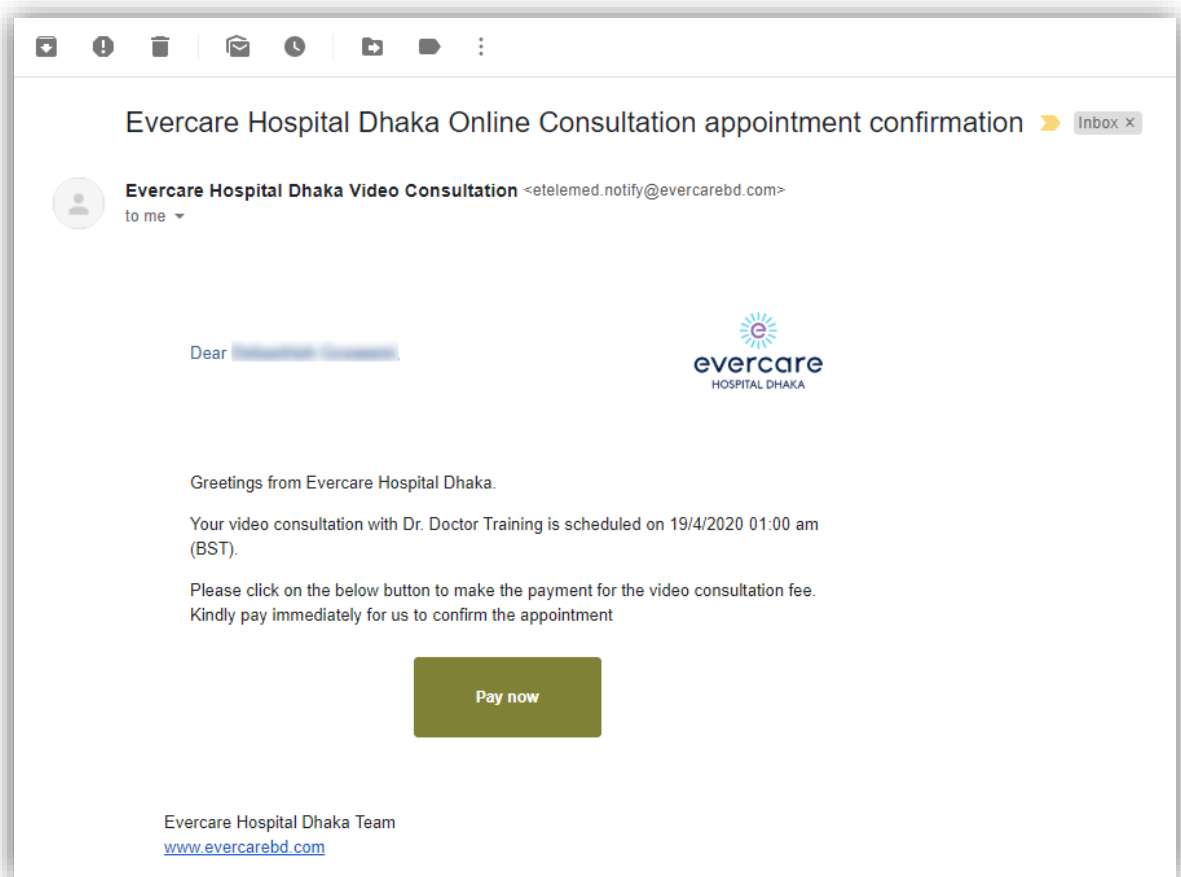 Evercare Hospital Dhaka Online Consultation appointment confirmation Inbox ×
Evercare Hospital Dhaka Video Consultation <etelemed.notify@evercarebd.com>
to me
Dear
evercare
HOSPITAL DHAKA
Greetings from Evercare Hospital Dhaka.
Your video consultation with Dr. Doctor Training is scheduled on 19/4/2020 01:00 am
(BST).
Please click on the below button to make the payment for the video consultation fee.
Kindly pay immediately for us to confirm the appointment
Pay now
Evercare Hospital Dhaka Team
www.evercarebd.com